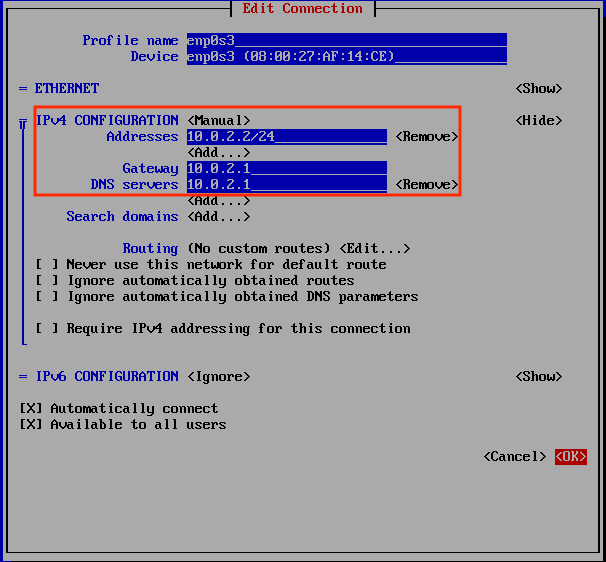 Edit Connection
Profile name enp0s3
Device enp0s3 (08:00:27:AF:14:CE)
= ETHERNET <Show>
= IPv4 CONFIGURATION <Manual> <Hide>
Addresses 10.0.2.2/24 <Remove>
<Add...>
Gateway 10.0.2.1
DNS servers 10.0.2.1 <Remove>
<Add...>
Search domains <Add...>
Routing (No custom routes) <Edit...>
[ ] Never use this network for default route
[ ] Ignore automatically obtained routes
[ ] Ignore automatically obtained DNS parameters
[ ] Require IPv4 addressing for this connection
= IPv6 CONFIGURATION <Ignore> <Show>
[X] Automatically connect
[X] Available to all users
<Cancel> <OK>